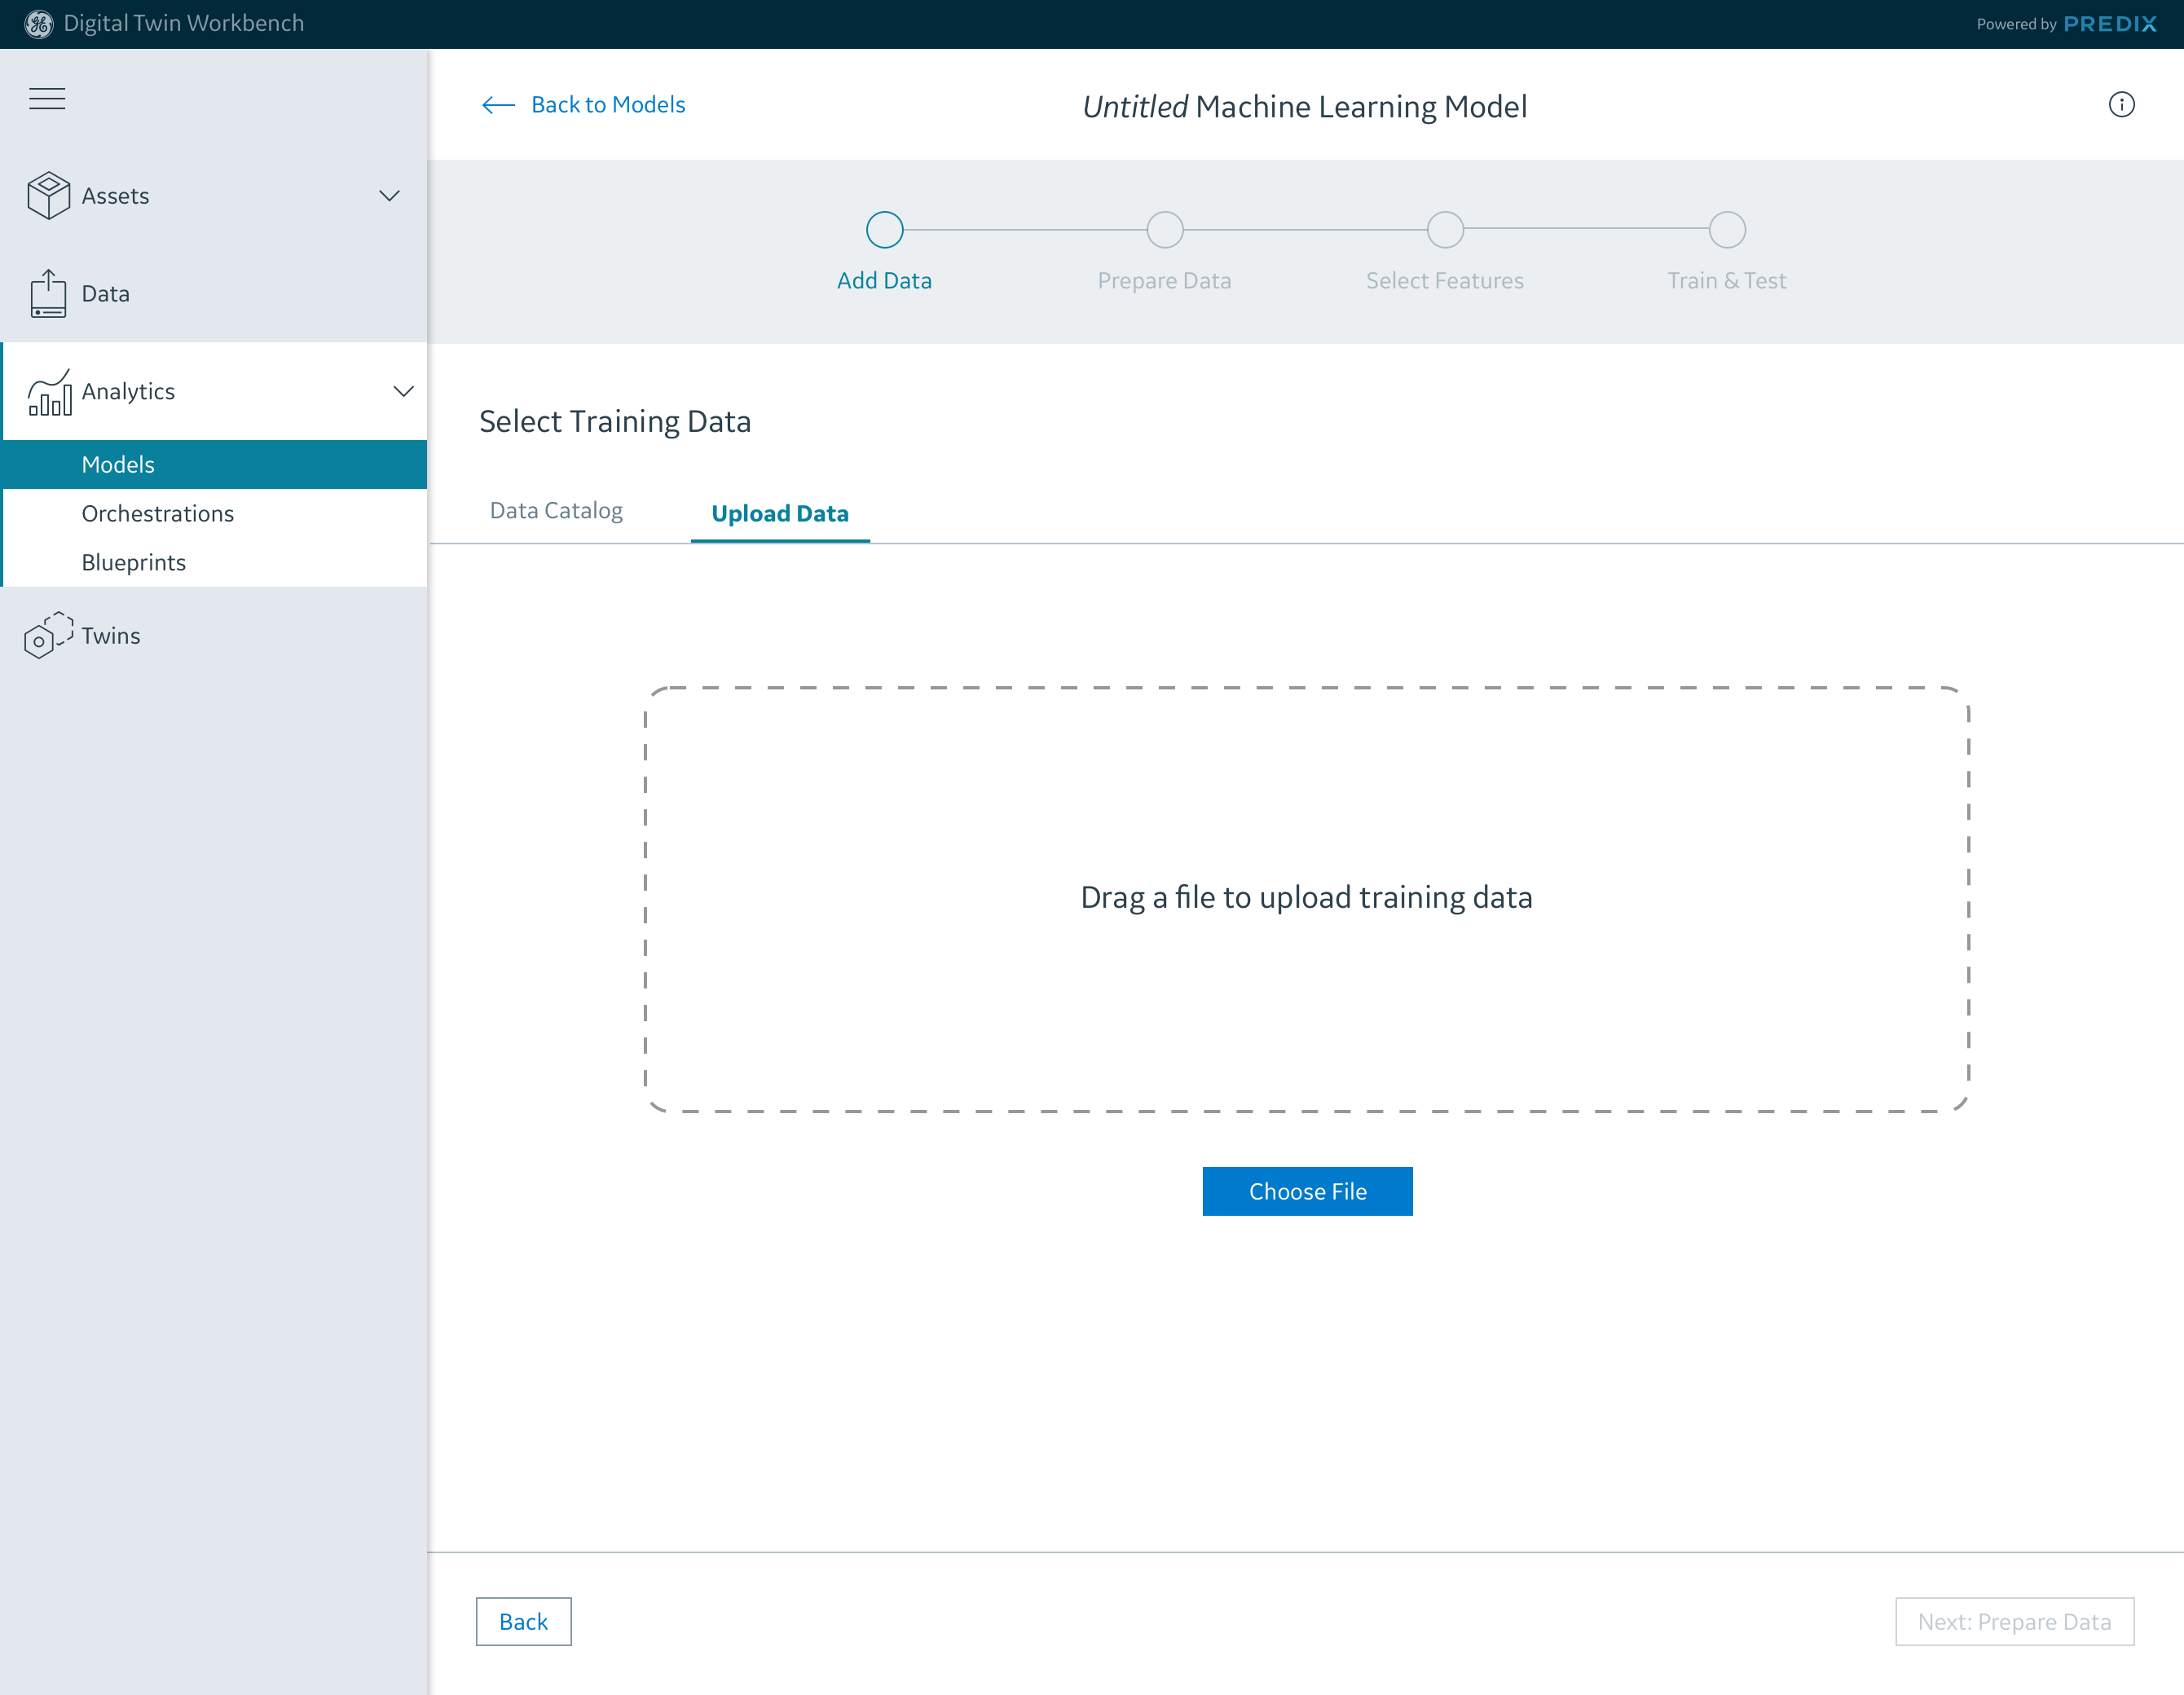 Digital Twin Workbench
Powered by PREDIX
Back to Models
Untitled Machine Learning Model
Assets
Data
Analytics
Models
Orchestrations
Blueprints
Twins
Add Data
Prepare Data
Select Features
Train & Test
Select Training Data
Data Catalog
Upload Data
Drag a file to upload training data
Choose File
Back
Next: Prepare Data